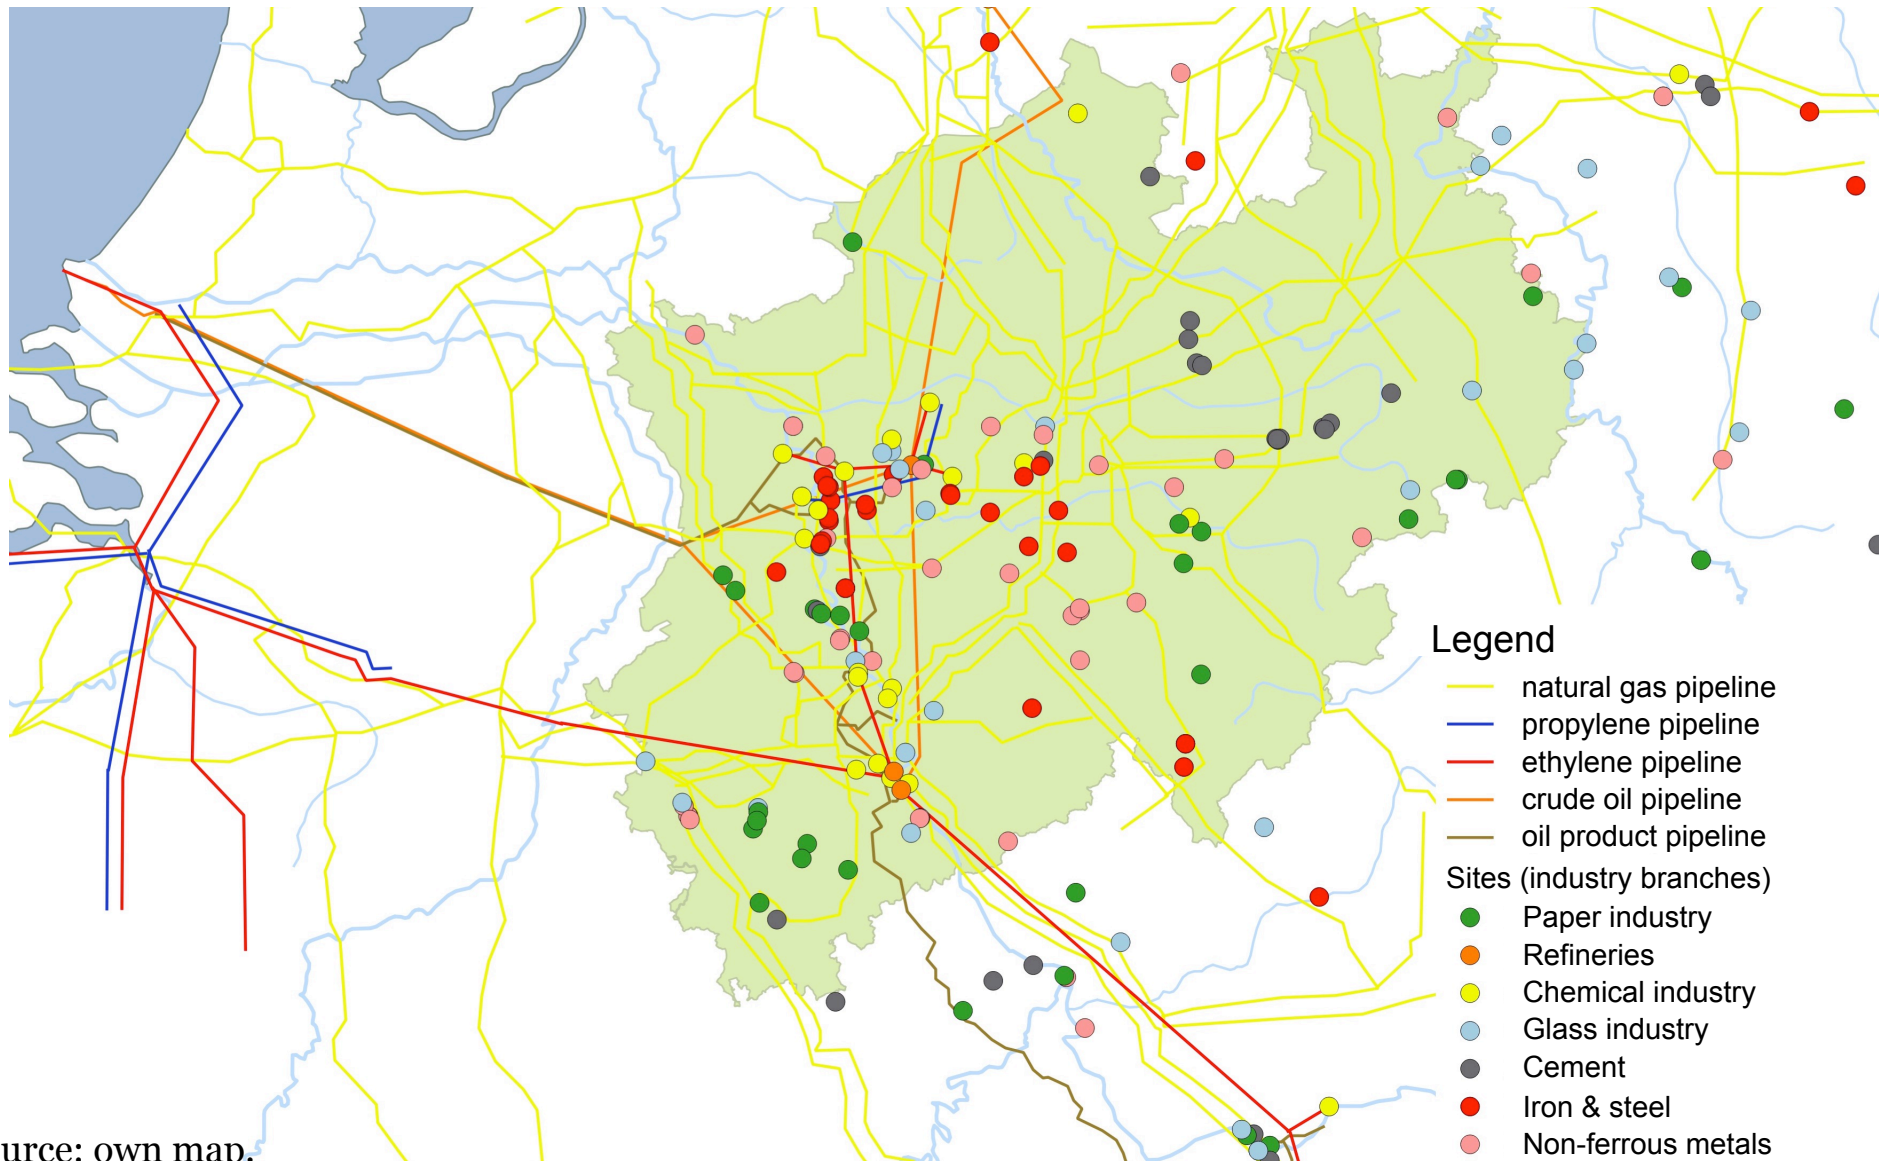 Legend
natural gas pipeline
propylene pipeline
ethylene pipeline
crude oil pipeline
oil product pipeline
Sites (industry branches)
Paper industry
Refineries
Chemical industry
Glass industry
Cement
Iron & steel
Non-ferrous metals
urce: own map.